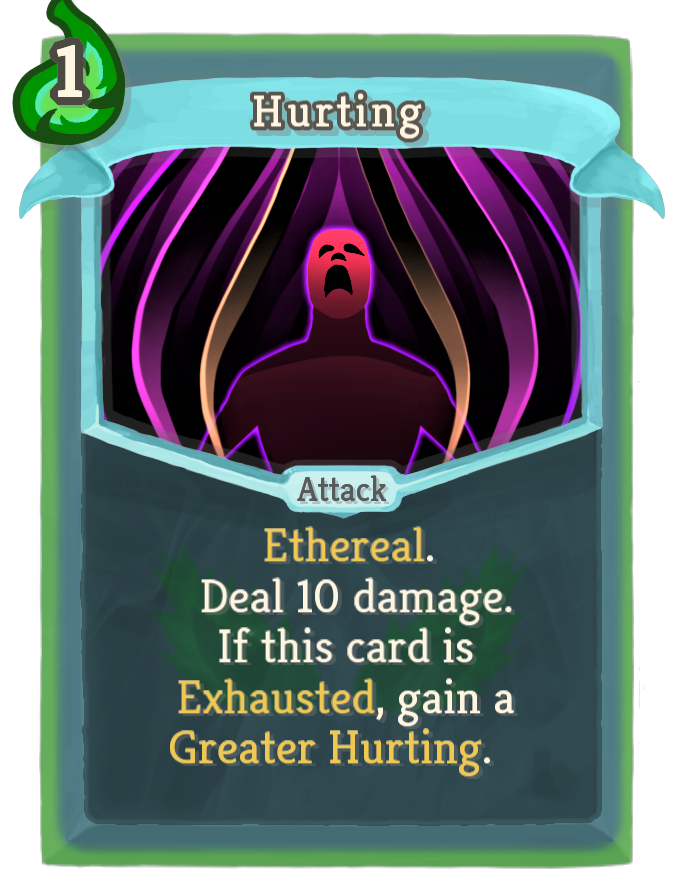 1
Hurting
Attack
Ethereal.
Deal 10 damage.
If this card is
Exhausted, gain a
Greater Hurting.